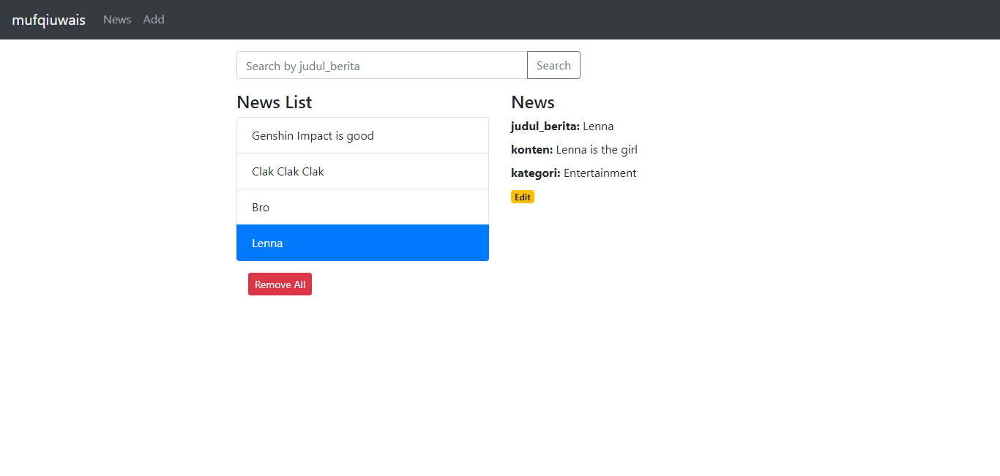 mufqiuwais News Add
Search by judul_berita Search
News List
Genshin Impact is good
Clak Clak Clak
Bro
Lenna
Remove All
News
judul_berita: Lenna
konten: Lenna is the girl
kategori: Entertainment
Edit